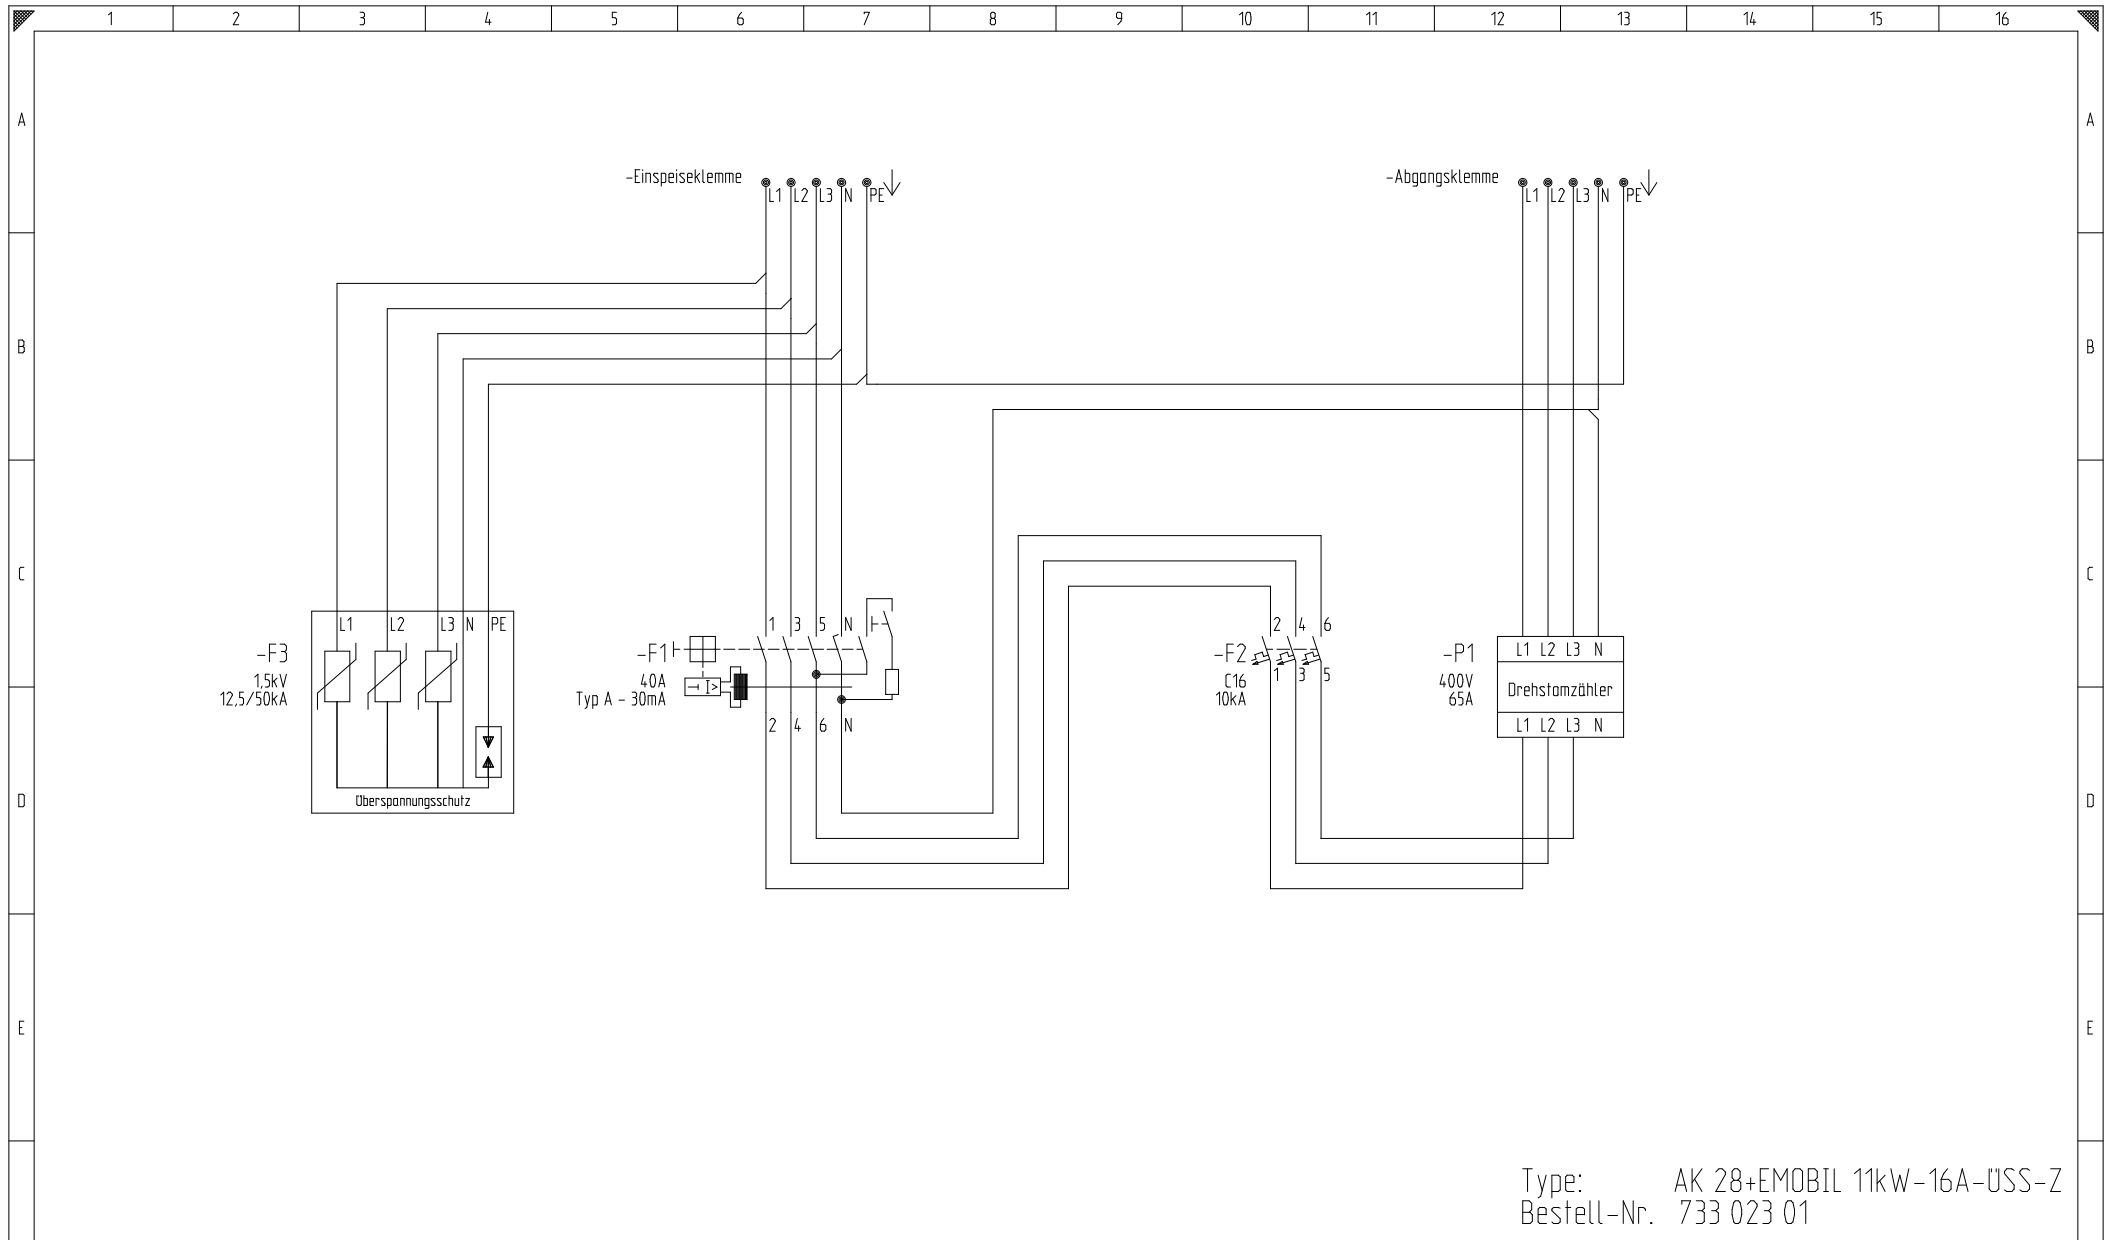 1 2 3 4 5 6 7 8 9 10 11 12 13 14 15 16
A A
-Einspeiseklemme
L1 L2 L3 N PE
-Abgangsklemme
L1 L2 L3 N PE
B B
C C
L1 L2 L3 N PE
-F3
1,5kV
12,5/50kA
Überspannungsschutz
1 3 5 N
-F1
40A
Typ A - 30mA
I>
2 4 6 N
2 4 6
-F2
C16
10kA
1 3 5
-P1
400V
65A
L1 L2 L3 N
Drehstomzähler
L1 L2 L3 N
D D
E E
Type: AK 28+EMOBIL 11kW-16A-ÜSS-Z
Bestell-Nr. 733 023 01